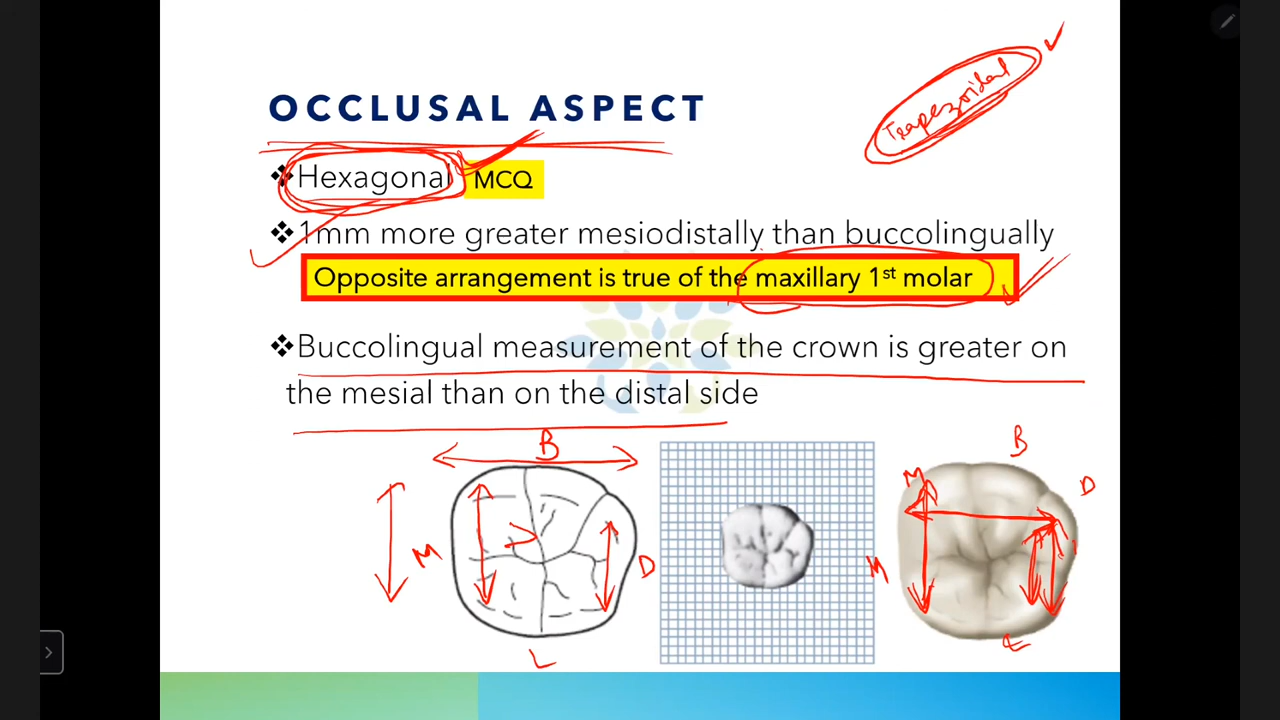 OCCLUSAL ASPECT
Trapezoidal
❖Hexagonal MCQ
❖1mm more greater mesiodistally than buccolingually
Opposite arrangement is true of the maxillary 1st molar
❖Buccolingual measurement of the crown is greater on
the mesial than on the distal side
B
M
D
L
B
M
D
M